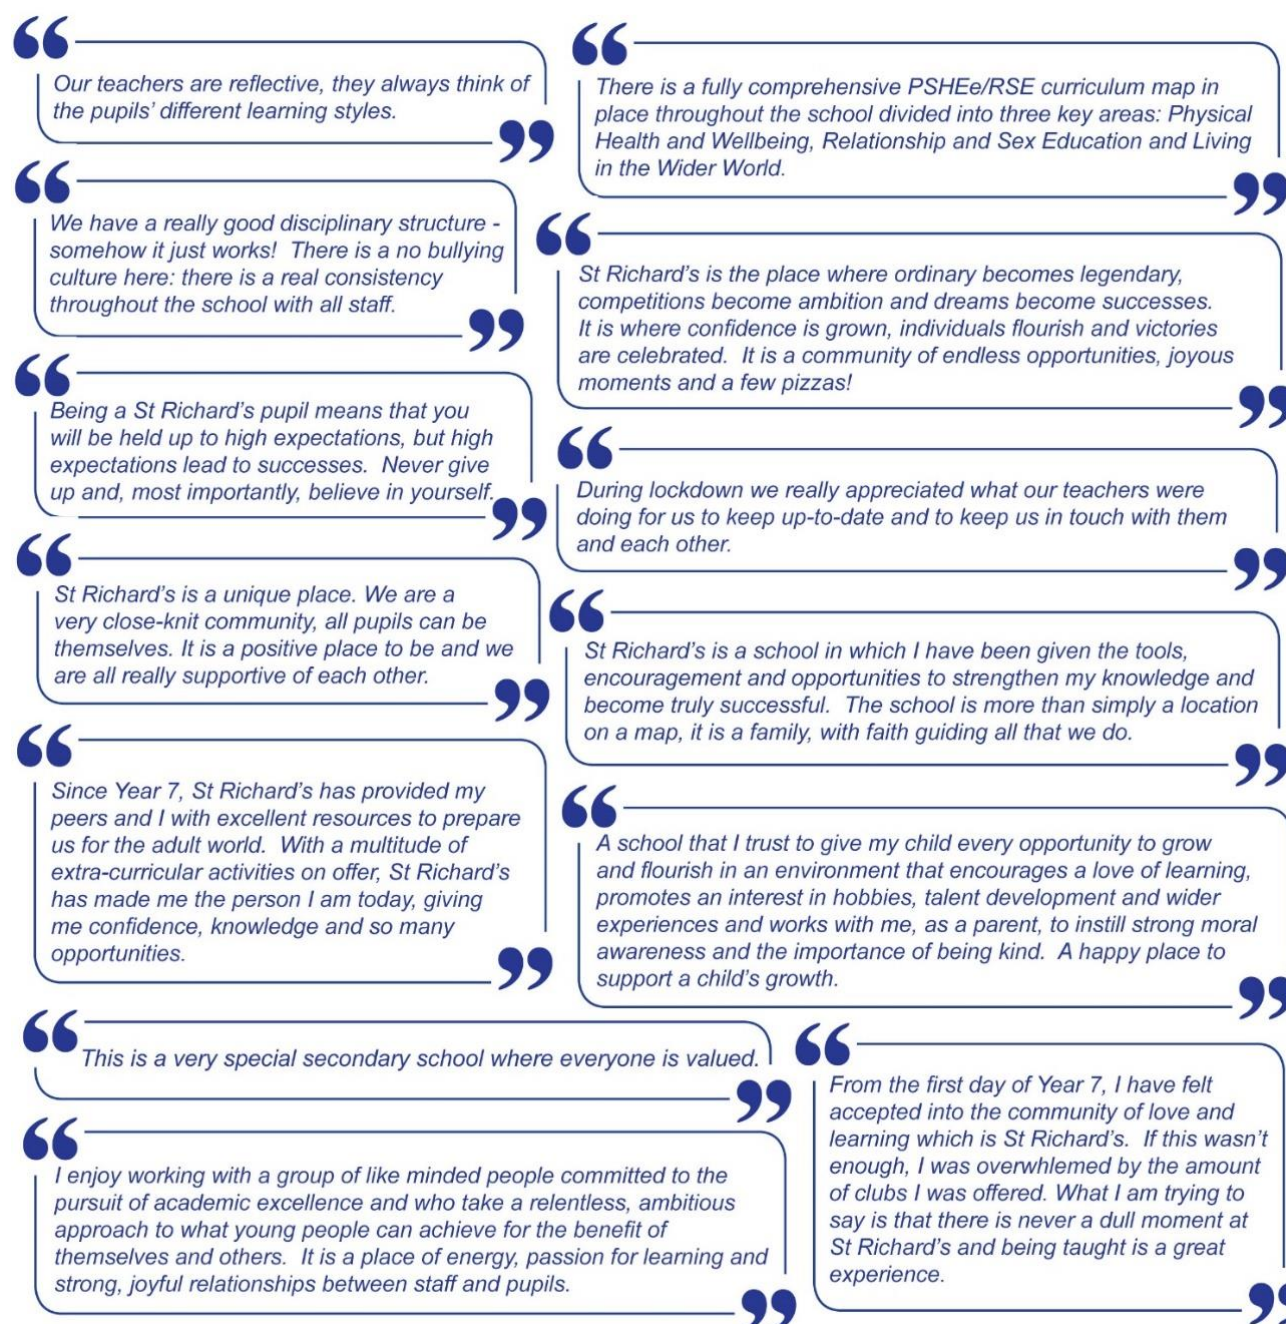 Our teachers are reflective, they always think of
the pupils' different learning styles.
There is a fully comprehensive PSHEe/RSE curriculum map in
place throughout the school divided into three key areas: Physical
Health and Wellbeing, Relationship and Sex Education and Living
in the Wider World.
We have a really good disciplinary structure -
somehow it just works!  There is a no bullying
culture here: there is a real consistency
throughout the school with all staff.
St Richard's is the place where ordinary becomes legendary,
competitions become ambition and dreams become successes.
It is where confidence is grown, individuals flourish and victories
are celebrated.  It is a community of endless opportunities, joyous
moments and a few pizzas!
Being a St Richard's pupil means that you
will be held up to high expectations, but high
expectations lead to successes.  Never give
up and, most importantly, believe in yourself.
During lockdown we really appreciated what our teachers were
doing for us to keep up-to-date and to keep us in touch with them
and each other.
St Richard's is a unique place. We are a
very close-knit community, all pupils can be
themselves. It is a positive place to be and we
are all really supportive of each other.
St Richard's is a school in which I have been given the tools,
encouragement and opportunities to strengthen my knowledge and
become truly successful.  The school is more than simply a location
on a map, it is a family, with faith guiding all that we do.
Since Year 7, St Richard's has provided my
peers and I with excellent resources to prepare
us for the adult world.  With a multitude of
extra-curricular activities on offer, St Richard's
has made me the person I am today, giving
me confidence, knowledge and so many
opportunities.
A school that I trust to give my child every opportunity to grow
and flourish in an environment that encourages a love of learning,
promotes an interest in hobbies, talent development and wider
experiences and works with me, as a parent, to instill strong moral
awareness and the importance of being kind.  A happy place to
support a child's growth.
This is a very special secondary school where everyone is valued.
From the first day of Year 7, I have felt
accepted into the community of love and
learning which is St Richard's.  If this wasn't
enough, I was overwhlemed by the amount
of clubs I was offered. What I am trying to
say is that there is never a dull moment at
St Richard's and being taught is a great
experience.
I enjoy working with a group of like minded people committed to the
pursuit of academic excellence and who take a relentless, ambitious
approach to what young people can achieve for the benefit of
themselves and others.  It is a place of energy, passion for learning and
strong, joyful relationships between staff and pupils.